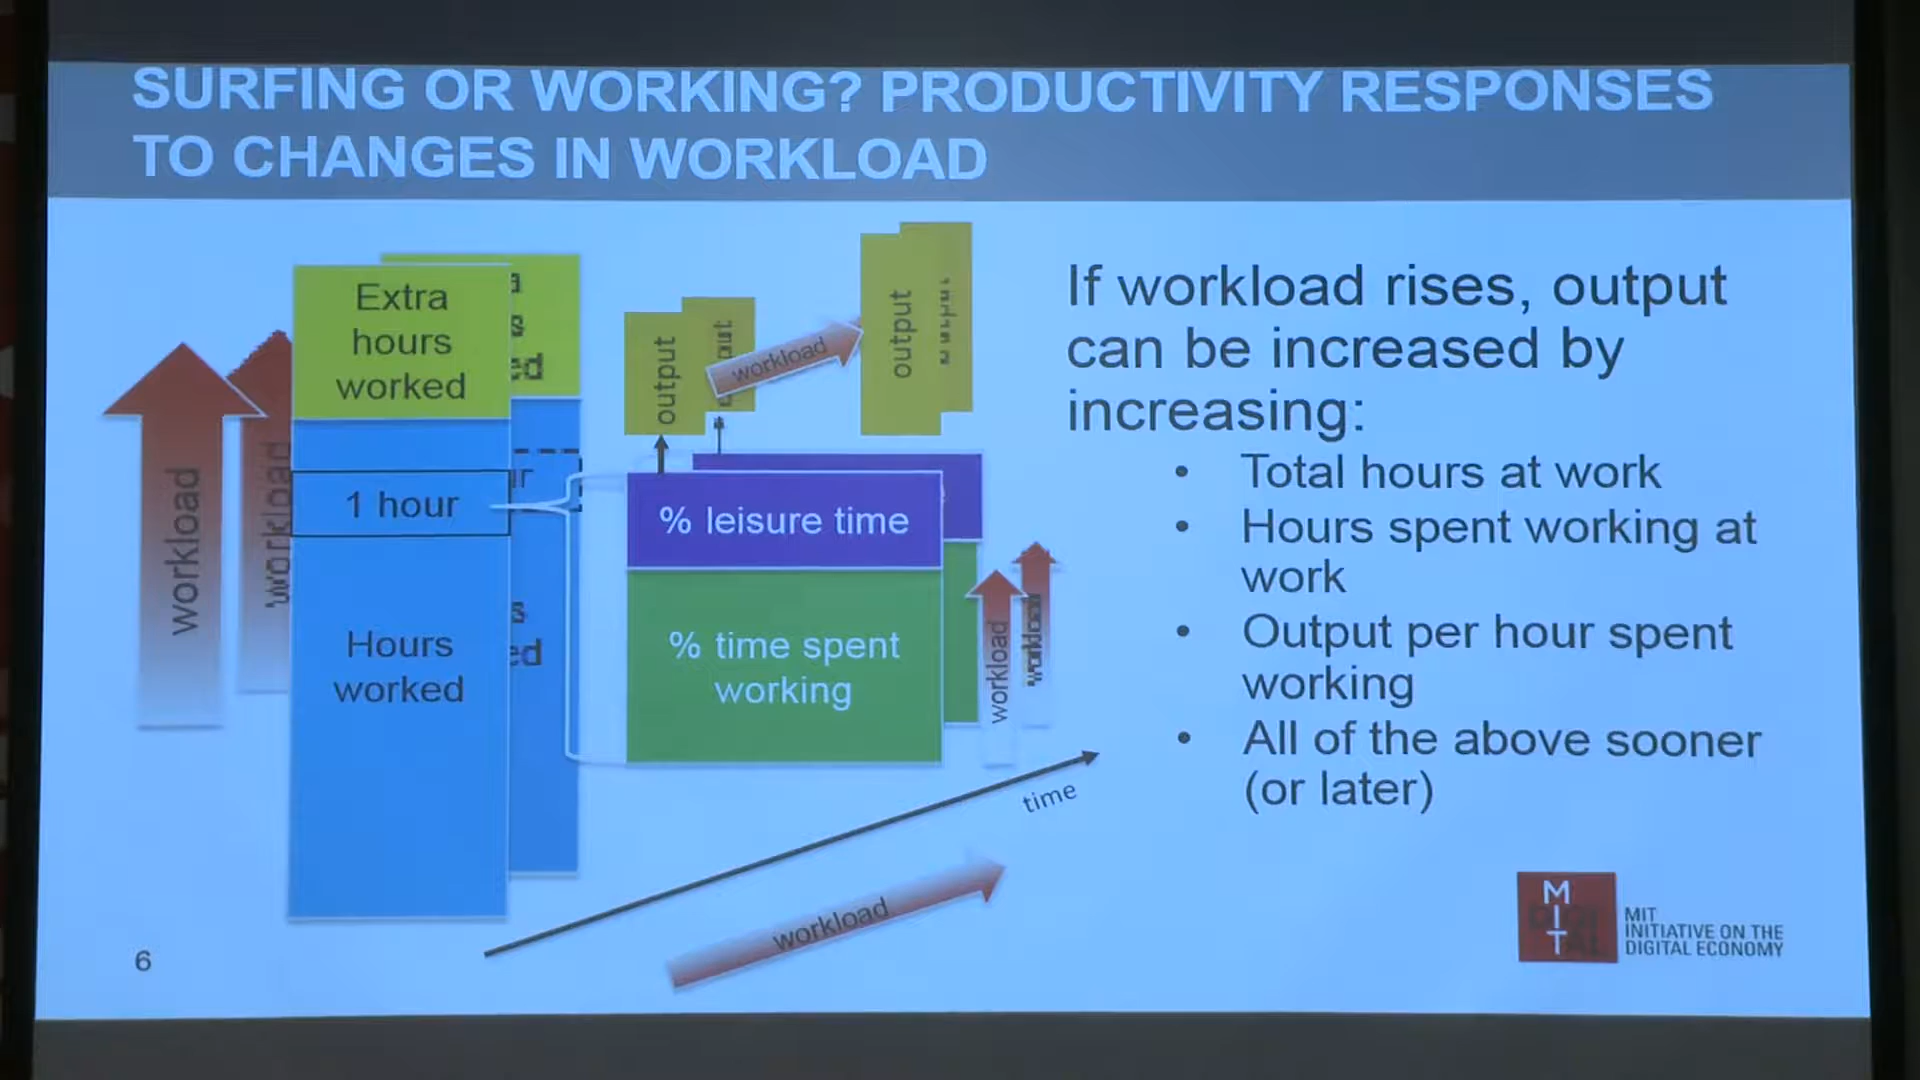 SURFING OR WORKING? PRODUCTIVITY RESPONSES
TO CHANGES IN WORKLOAD
workload
workload
Extra
hours
worked
1 hour
Hours
worked
output
workload
output
% leisure time
% time spent
working
workload
workload
time
workload
If workload rises, output
can be increased by
increasing:
• Total hours at work
• Hours spent working at
work
• Output per hour spent
working
• All of the above sooner
(or later)
6
MIT
MIT
INITIATIVE ON THE
DIGITAL ECONOMY